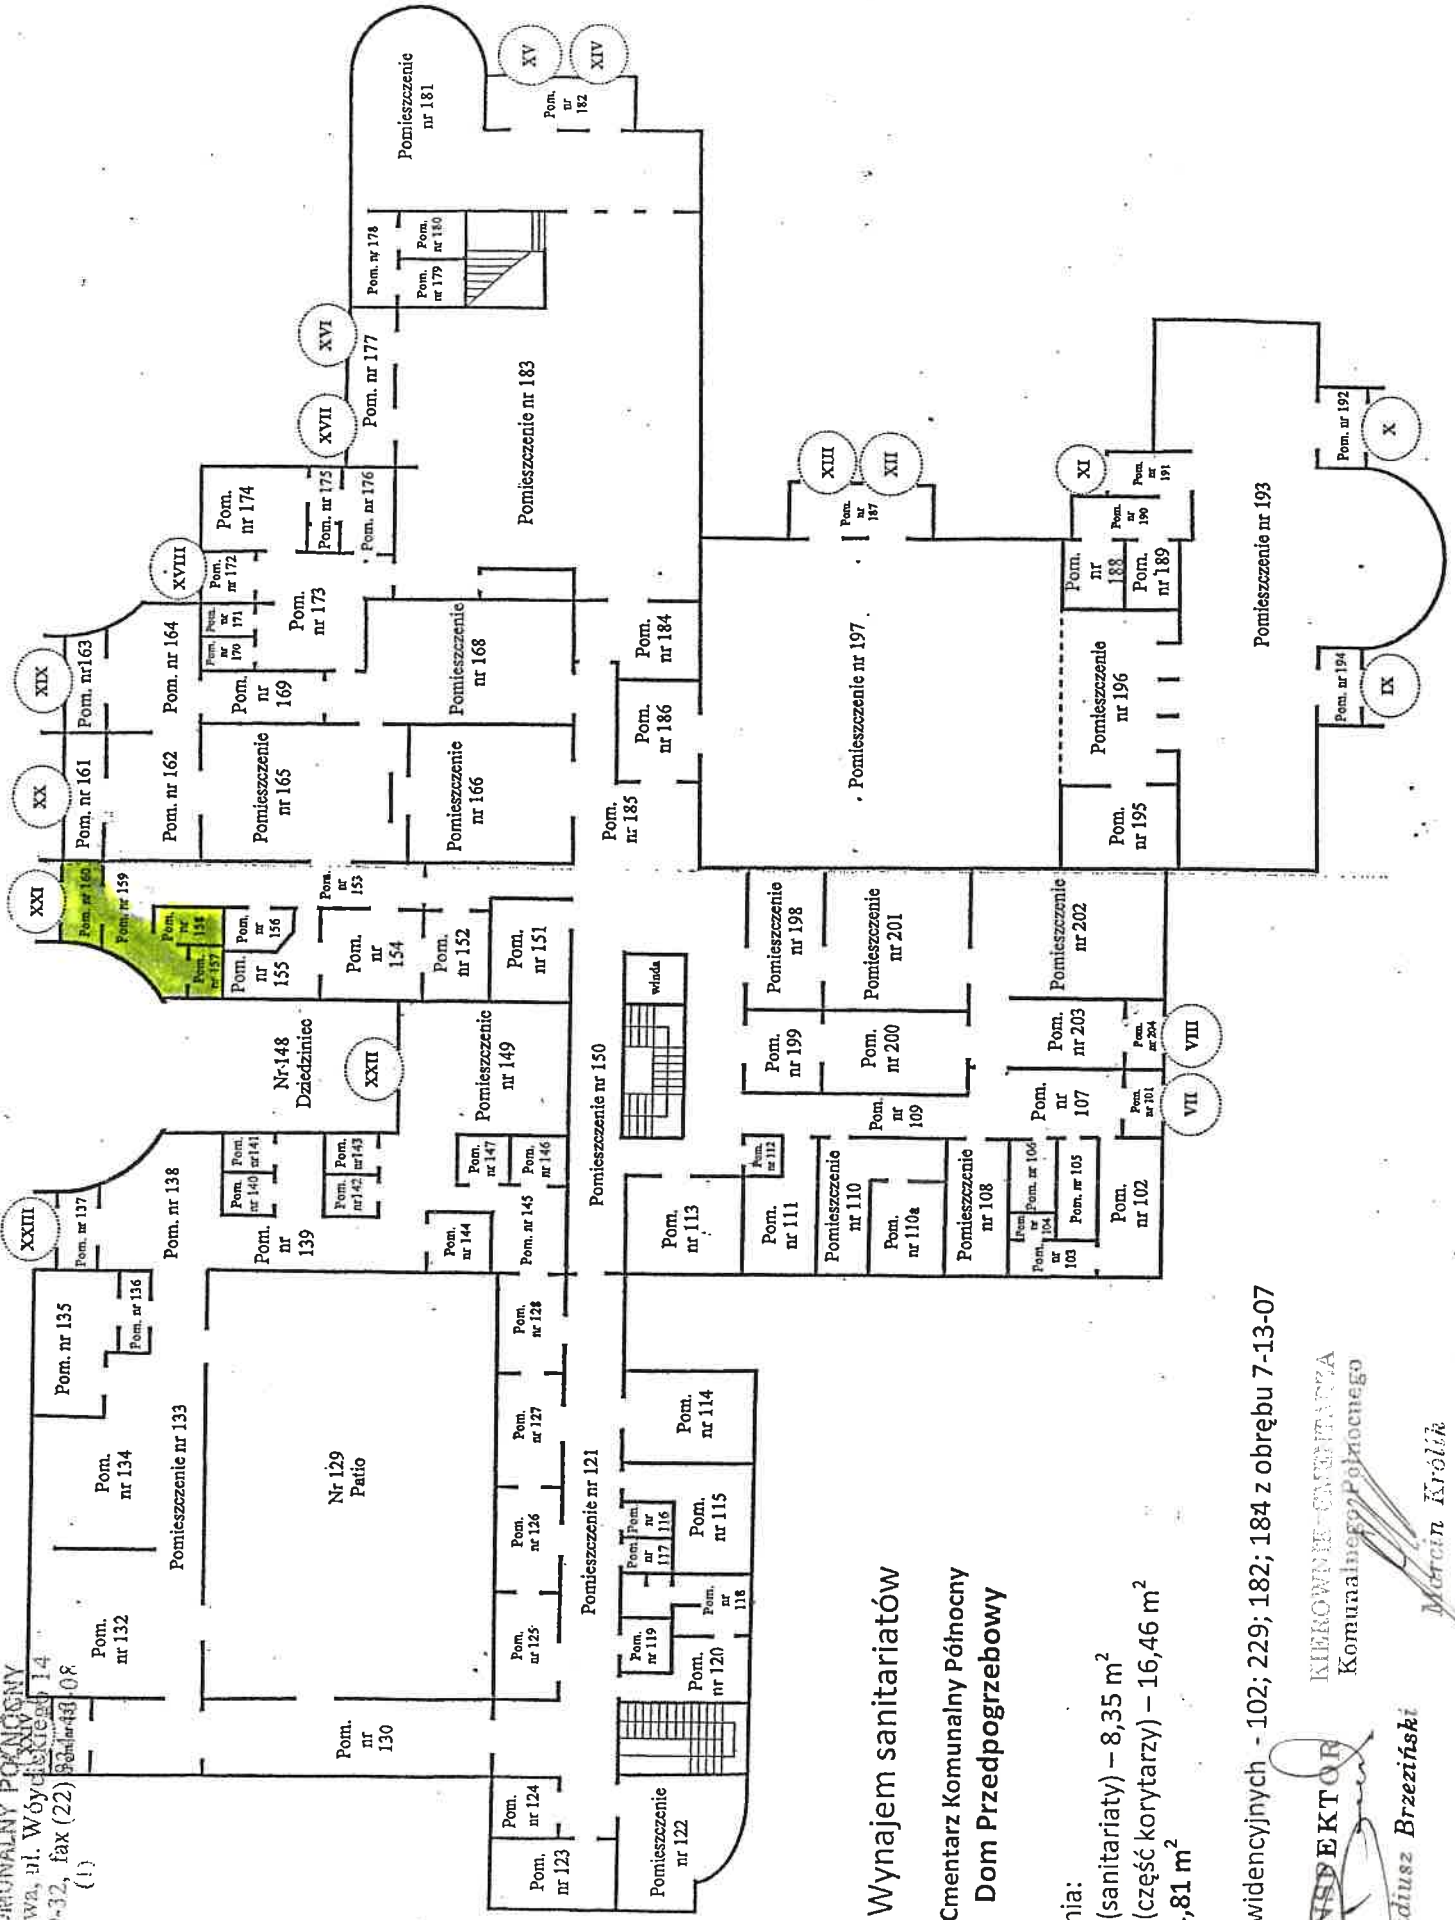 XXIII
XXI
XX
XIX
XVIII
XVII
XVI
XV
XIV
XXII
XIII
XII
XI
X
IX
VIII
VII
Pomieszczenie
nr 181
Pom.
nr
182
Pom. nr 178
Pom.
nr 180
Pom.
nr 179
Pom. nr 177
Pomieszczenie nr 183
Pom.
nr 174
Pom. nr 175
Pom. nr 176
Pom.
nr 172
Pom.
nr
171
Pom.
nr
170
Pom.
nr 173
Pom. nr163
Pom. nr 164
Pom.
nr
169
Pomieszczenie
nr 168
Pom. nr 161
Pom. nr 162
Pomieszczenie
nr 165
Pomieszczenie
nr 166
Pom.
nr 184
Pom.
nr 186
Pom.
nr 185
Pom. nr 160
Pom. nr 159
Pom.
nr
158
Pom.
nr 157
Pom.
nr
156
Pom.
nr
155
Pom.
nr
153
Pom.
nr
154
Pom.
nr 152
Pom.
nr 151
Nr 148
Dziedziniec
Pomieszczenie
nr 149
Pomieszczenie nr 150
winda
Pom. nr 137
Pom. nr 138
Pom.
nr141
Pom.
nr 140
Pom.
nr143
Pom.
nr142
Pom.
nr
139
Pom.
nr 147
Pom.
nr 146
Pom.
nr 144
Pom. nr 145
Pom. nr 135
Pom. nr 136
Pom.
nr 134
Pomieszczenie nr 133
Pom.
nr 132
Nr 129
Patio
Pom.
nr 128
Pom.
nr 127
Pom.
nr 126
Pom.
nr 125
Pom.
nr
130
Pomieszczenie nr 121
Pom.
nr 124
Pom.
nr 123
Pomieszczenie
nr 122
Pom.
nr 114
Pom.
nr 115
Pom.
nr
116
Pom.
nr
117
Pom.
nr
118
Pom.
nr 119
Pom.
nr 120
Pom.
nr
187
Pomieszczenie nr 197
Pom.
nr
188
Pom.
nr 189
Pom.
nr
190
Pom.
nr
191
Pom. nr 192
Pomieszczenie nr 193
Pom. nr 194
Pomieszczenie
nr 196
Pom.
nr 195
Pomieszczenie
nr 198
Pomieszczenie
nr 201
Pomieszczenie
nr 202
Pom.
nr 199
Pom.
nr 200
Pom.
nr 203
Pom.
nr 204
Pom.
nr
107
Pom.
nr 101
Pom.
nr
109
Pom.
nr 112
Pom.
nr 113
Pom.
nr 111
Pomieszczenie
nr 110
Pom.
nr 110a
Pomieszczenie
nr 108
Pom. nr 106
Pom. nr 105
Pom.
nr
104
Pom.
nr
103
Pom.
nr 102
wa, ul. Wóycickiego 14
-32, fax (22)
(1)
Wynajem sanitariatów
Cmentarz Komunalny Północny
Dom Przedpogrzebowy
nia:
(sanitariaty) – 8,35 m²
(część korytarzy) – 16,46 m²
,81 m²
widencyjnych - 102; 229; 182; 184 z obrębu 7-13-07
KIEROWNIK CMENTARZA
Komunalnego Północnego
Marcin Królik
SPEKTOR
diusz Brzeziński